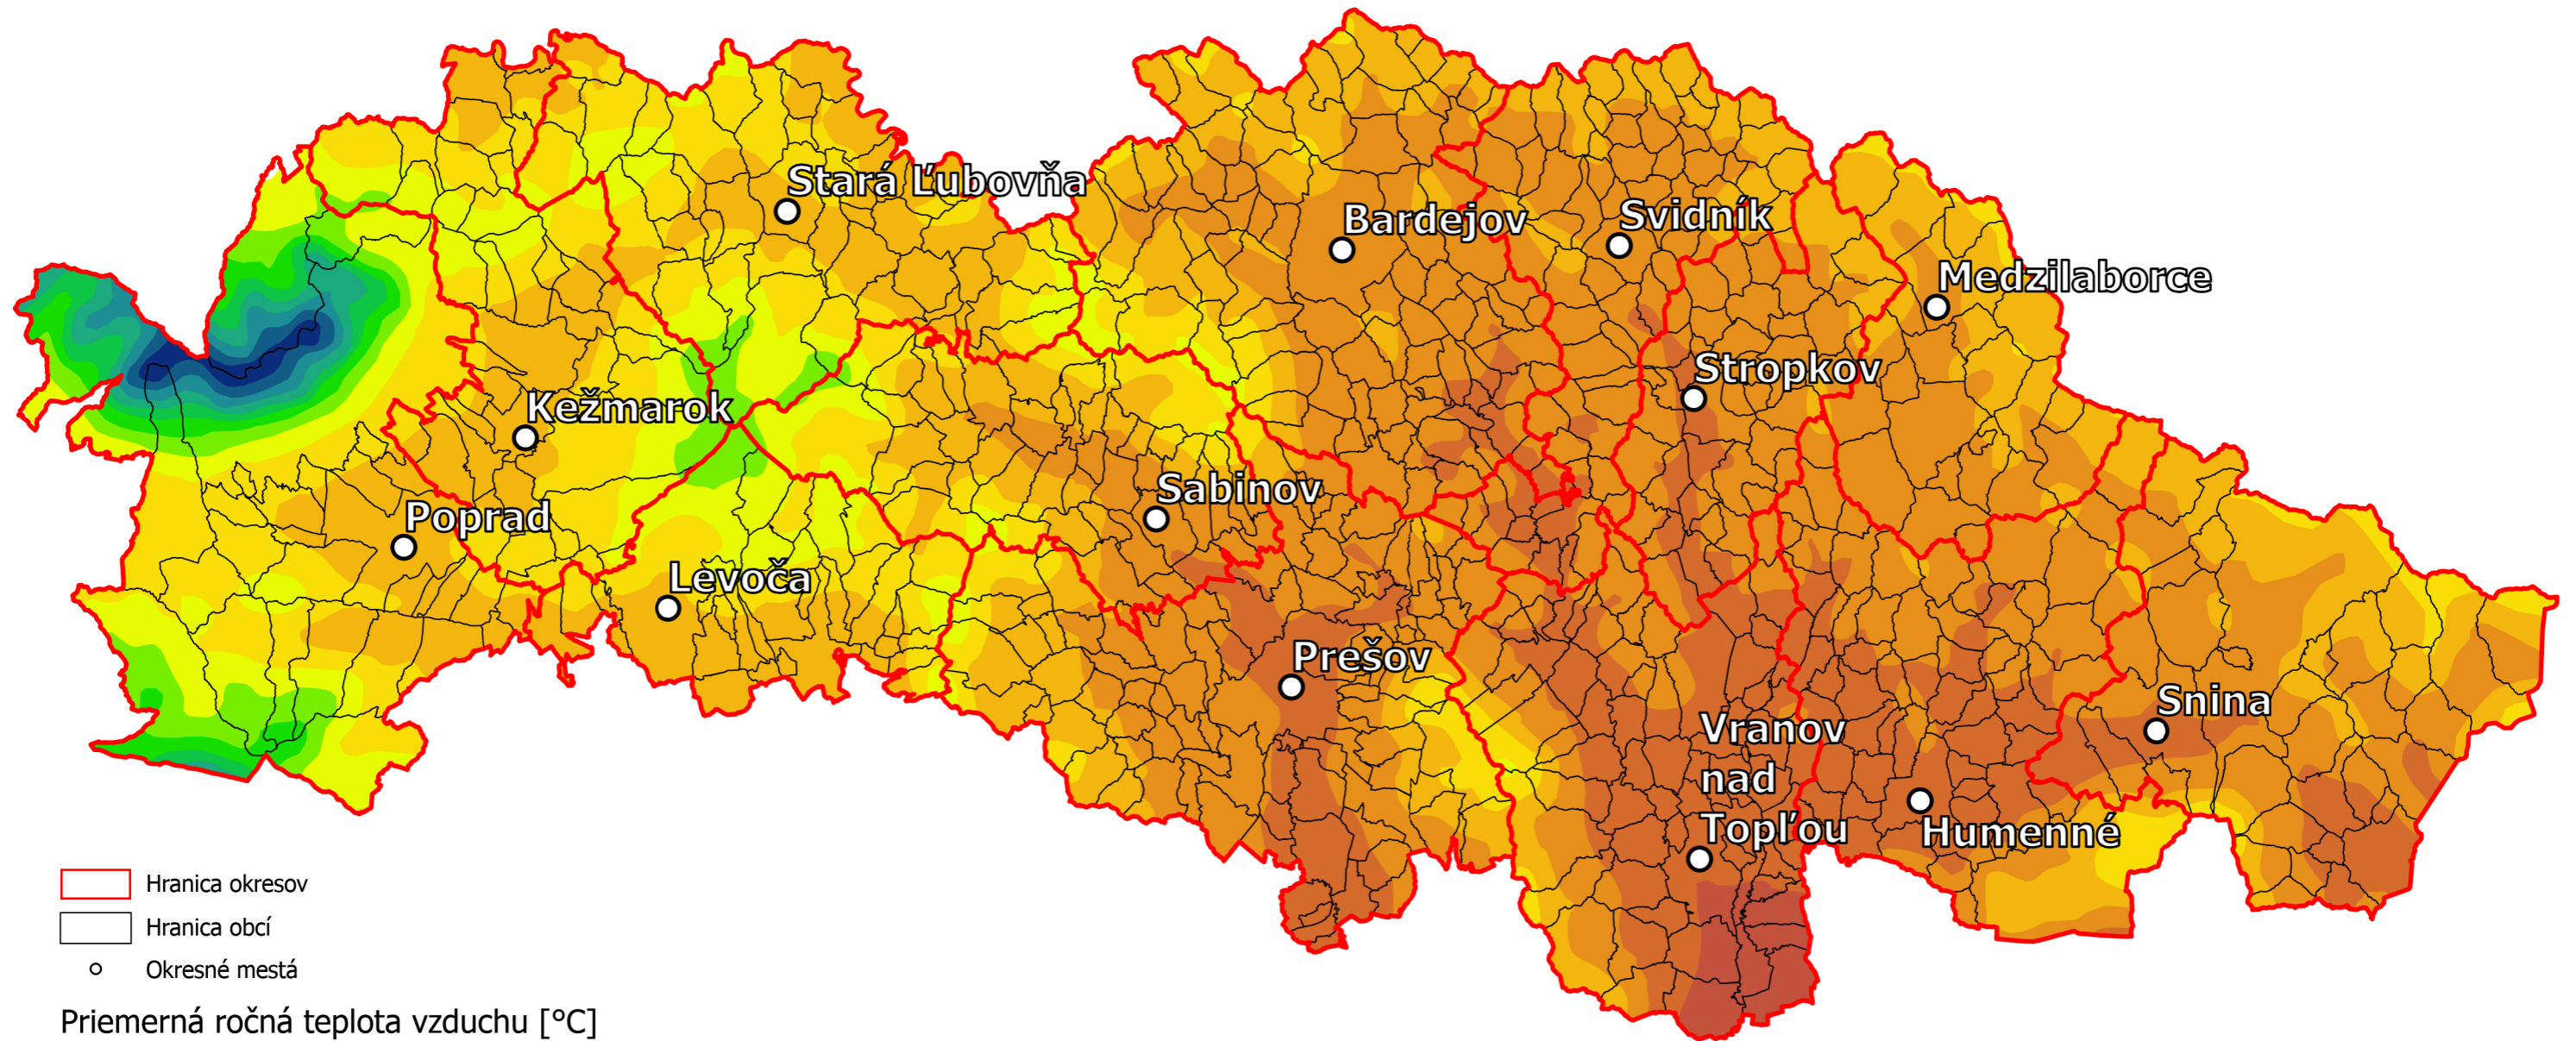 Stará Ľubovňa
Bardejov
Svidník
Medzilaborce
Stropkov
Kežmarok
Sabinov
Poprad
Levoča
Prešov
Snina
Vranov
nad
Topľou
Humenné
Hranica okresov
Hranica obcí
Okresné mestá
Priemerná ročná teplota vzduchu [°C]